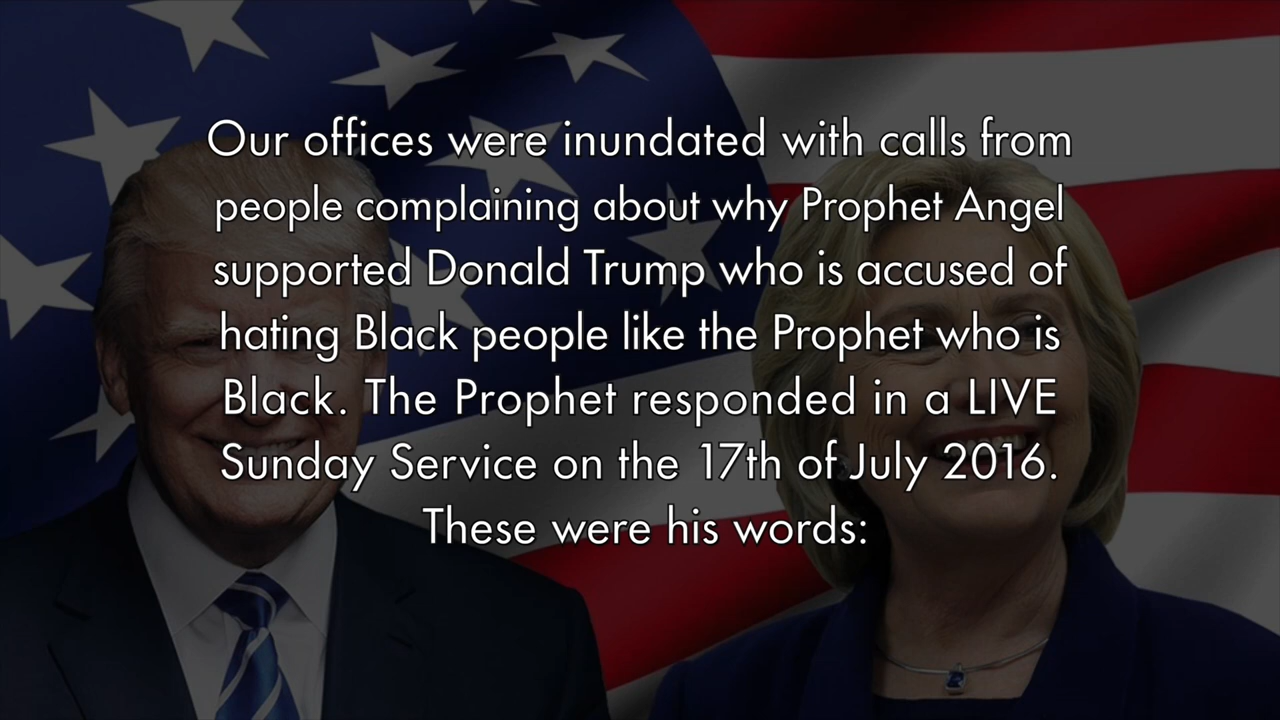 Our offices were inundated with calls from
people complaining about why Prophet Angel
supported Donald Trump who is accused of
hating Black people like the Prophet who is
Black. The Prophet responded in a LIVE
Sunday Service on the 17th of July 2016.
These were his words: